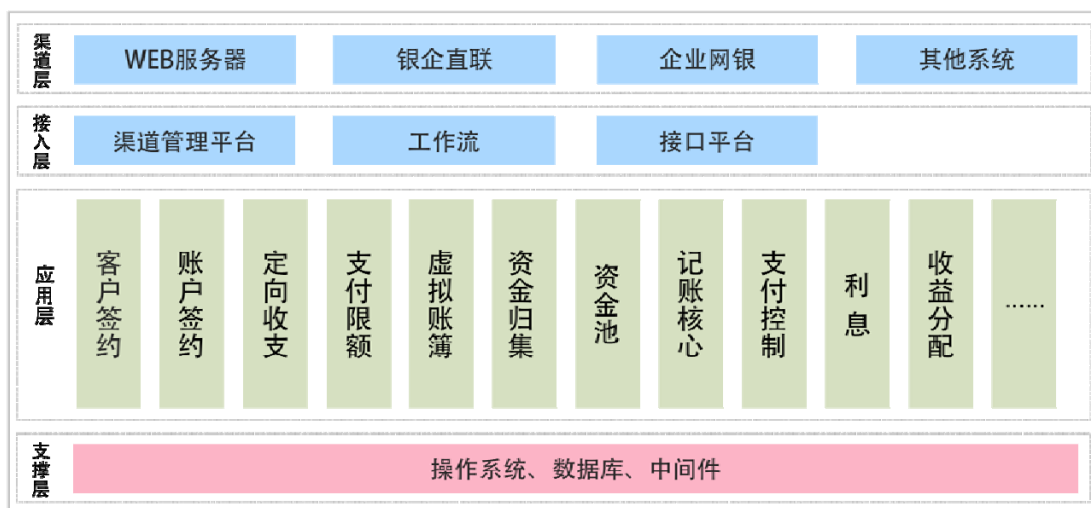 渠道层
WEB服务器
银企直联
企业网银
其他系统
接入层
渠道管理平台
工作流
接口平台
应用层
客户签约
账户签约
定向收支
支付限额
虚拟账簿
资金归集
资金池
记账核心
支付控制
利息
收益分配
......
支撑层
操作系统、数据库、中间件